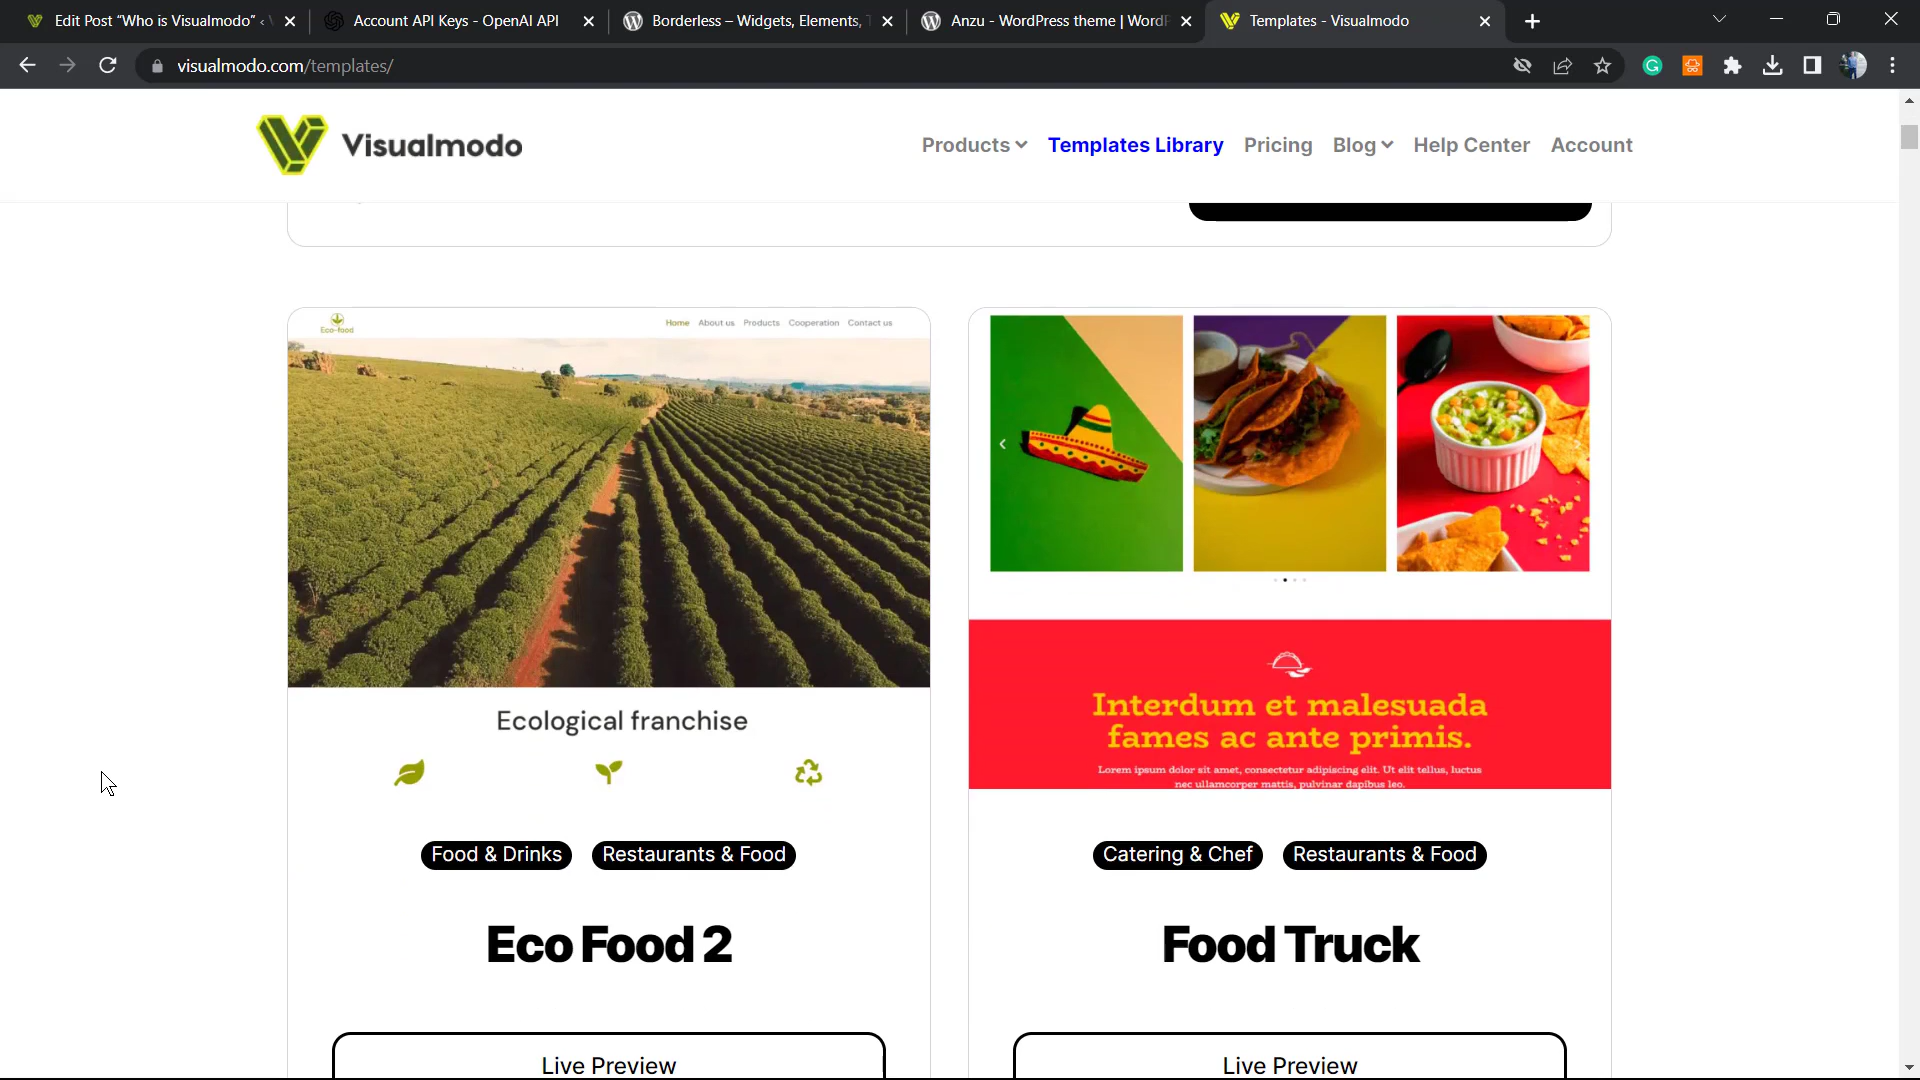 Edit Post “Who is Visualmodo” ‹
Account API Keys - OpenAI API
Borderless – Widgets, Elements,
Anzu - WordPress theme | WordP
Templates - Visualmodo
visualmodo.com/templates/
Visualmodo
Products
Templates Library
Pricing
Blog
Help Center
Account
Eco-food
Home About us Products Cooperation Contact us
Ecological franchise
Food & Drinks
Restaurants & Food
Eco Food 2
Live Preview
Interdum et malesuada
fames ac ante primis.
Lorem ipsum dolor sit amet, consectetur adipiscing elit. Ut elit tellus, luctus
nec ullamcorper mattis, pulvinar dapibus leo.
Catering & Chef
Restaurants & Food
Food Truck
Live Preview